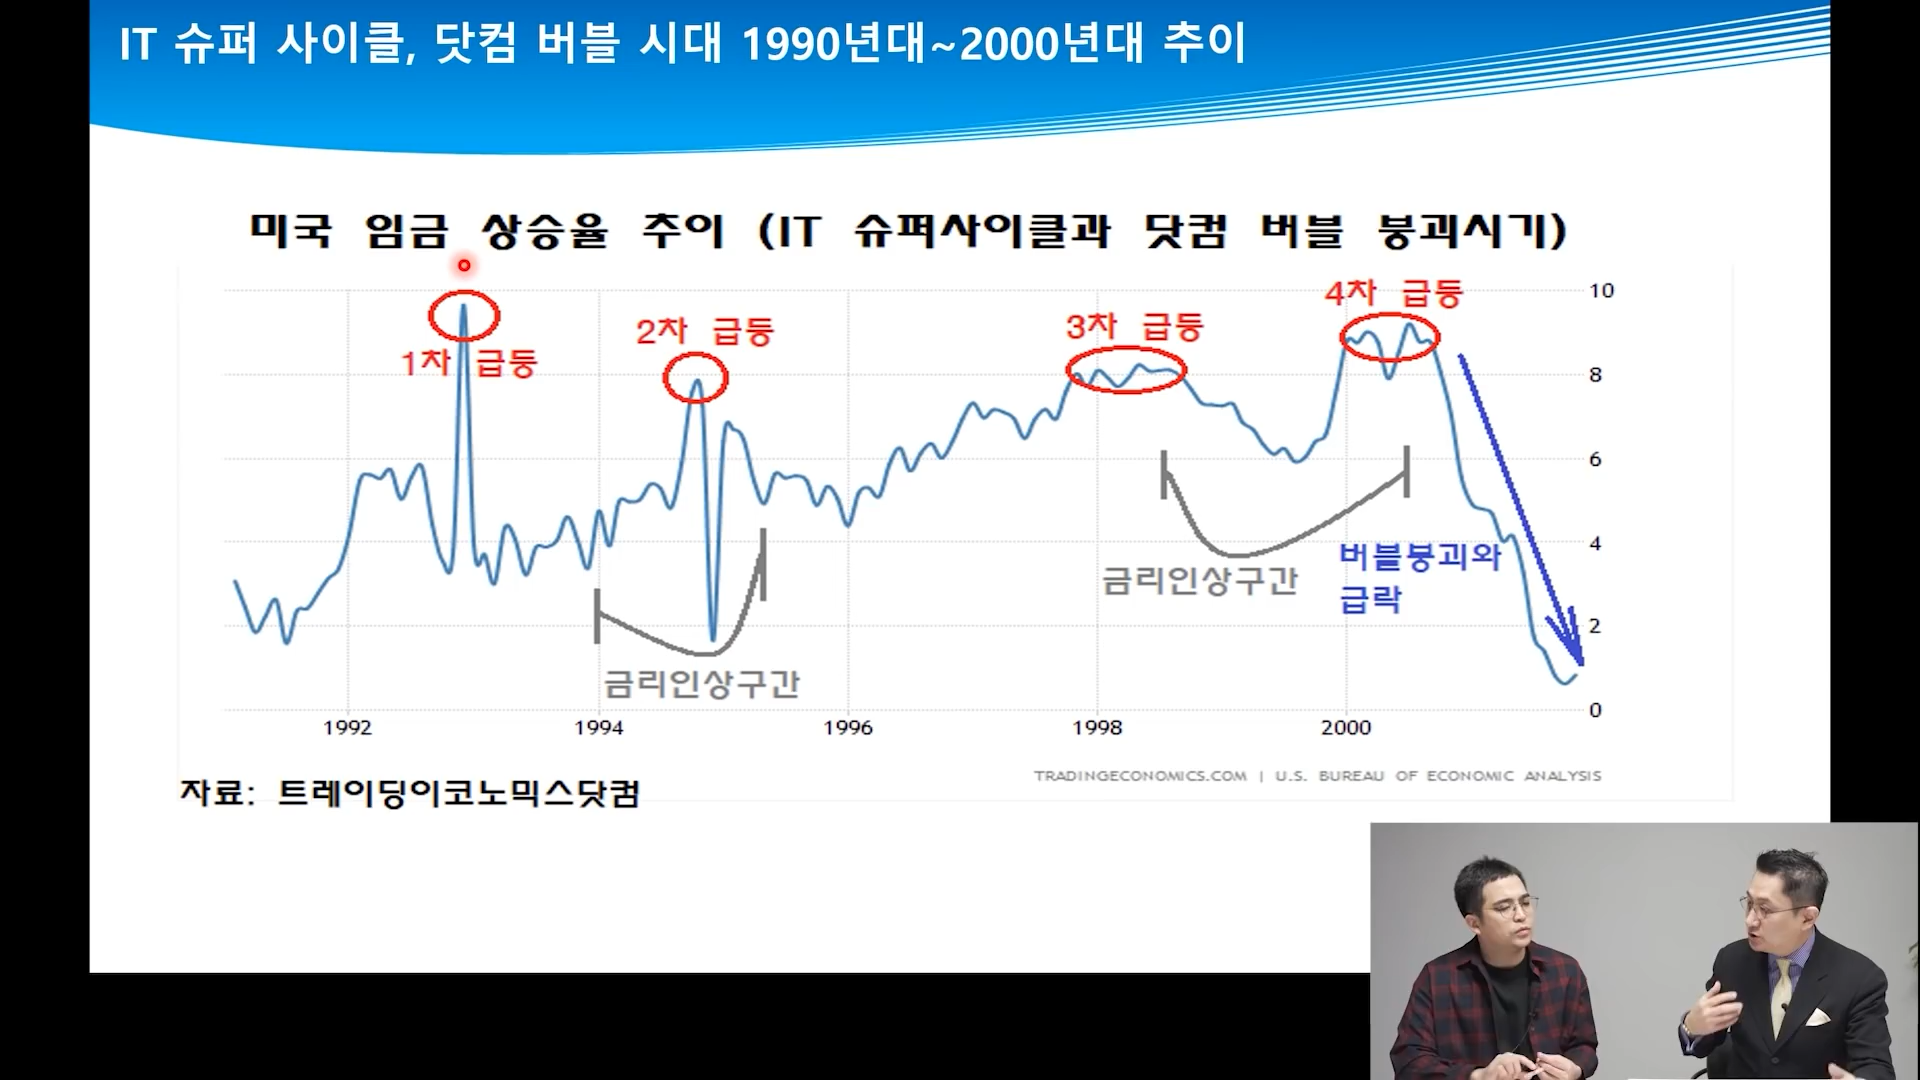 IT 슈퍼 사이클, 닷컴 버블 시대 1990년대~2000년대 추이
미국 임금 상승율 추이 (IT 슈퍼사이클과 닷컴 버블 붕괴시기)
1차 급등
2차 급등
3차 급등
4차 급등
10
8
6
4
2
0
금리인상구간
금리인상구간
버블붕괴와
급락
1992
1994
1996
1998
2000
TRADINGECONOMICS.COM | U.S. BUREAU OF ECONOMIC ANALYSIS
자료: 트레이딩이코노믹스닷컴